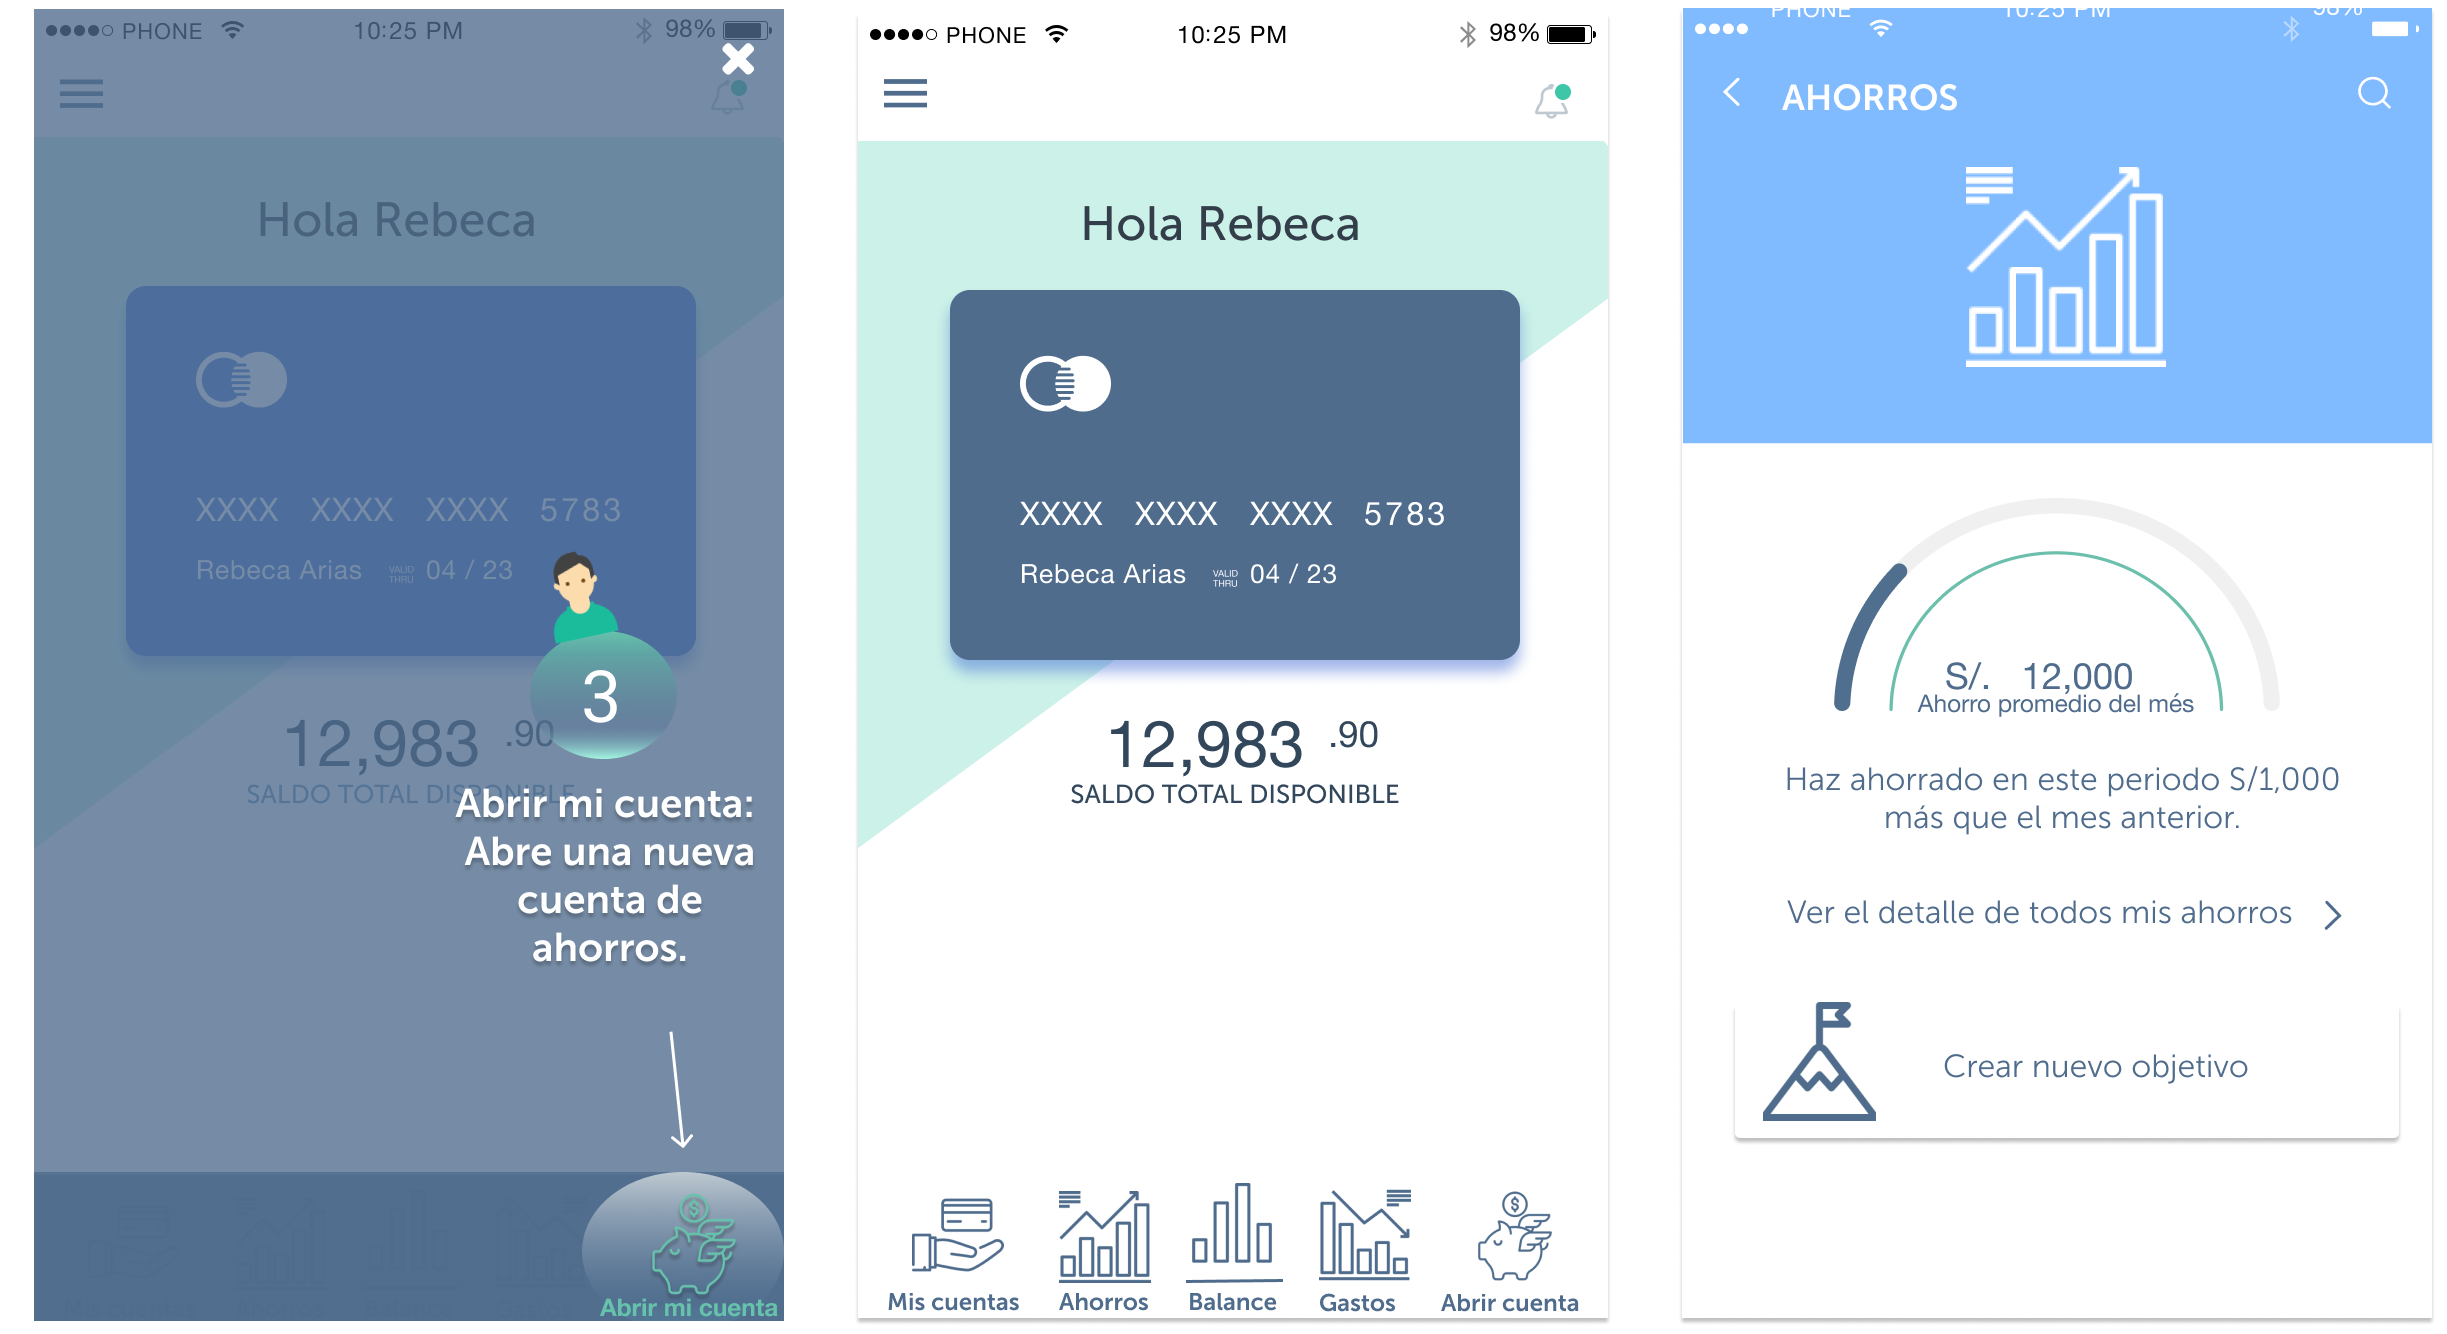 PHONE 10:25 PM 98%
Hola Rebeca
XXXX XXXX XXXX 5783
Rebeca Arias VALID THRU 04 / 23
3
12,983 .90
SALDO TOTAL DISPONIBLE
Abrir mi cuenta:
Abre una nueva
cuenta de
ahorros.
Abrir mi cuenta
PHONE 10:25 PM 98%
Hola Rebeca
XXXX XXXX XXXX 5783
Rebeca Arias VALID THRU 04 / 23
12,983 .90
SALDO TOTAL DISPONIBLE
Mis cuentas Ahorros Balance Gastos Abrir cuenta
PHONE 10:25 PM 98%
AHORROS
S/. 12,000
Ahorro promedio del més
Haz ahorrado en este periodo S/1,000
más que el mes anterior.
Ver el detalle de todos mis ahorros
Crear nuevo objetivo